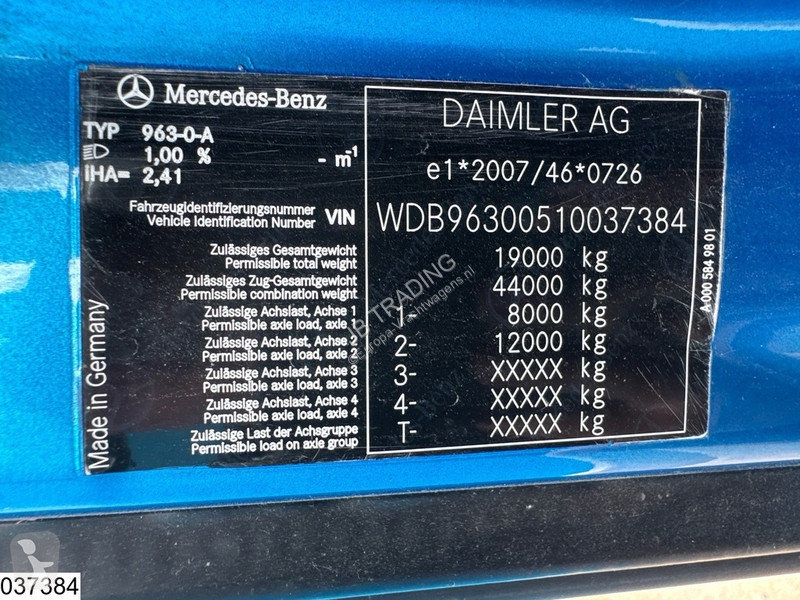 Mercedes-Benz
TYP 963-0-A
1,00 % - m⁻¹
iHA= 2,41
DAIMLER AG
e1*2007/46*0726
Fahrzeugidentifizierungsnummer
Vehicle Identification Number VIN WDB96300510037384
Zulässiges Gesamtgewicht
Permissible total weight 19000 kg
Zulässiges Zug-Gesamtgewicht
Permissible combination weight 44000 kg
Zulässige Achslast, Achse 1
Permissible axle load, axle 1 1- 8000 kg
Zulässige Achslast, Achse 2
Permissible axle load, axle 2 2- 12000 kg
Zulässige Achslast, Achse 3
Permissible axle load, axle 3 3- XXXXX kg
Zulässige Achslast, Achse 4
Permissible axle load, axle 4 4- XXXXX kg
Zulässige Last der Achsgruppe
Permissible load on axle group T- XXXXX kg
Made in Germany
A 000 584 98 01
TRADING
037384